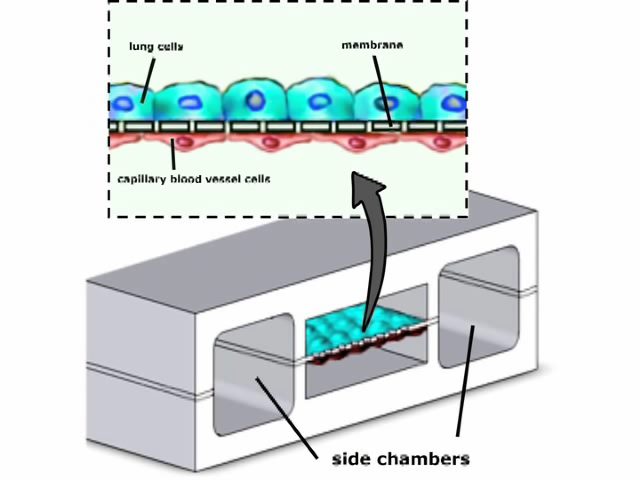 lung cells
membrane
capillary blood vessel cells
side chambers